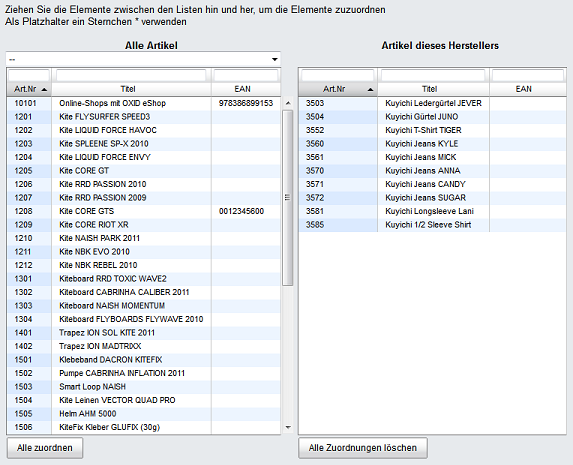 Ziehen Sie die Elemente zwischen den Listen hin und her, um die Elemente zuzuordnen
Als Platzhalter ein Sternchen * verwenden
Alle Artikel
--
Art.Nr Titel EAN
10101 Online-Shops mit OXID eShop 978386899153
1201 Kite FLYSURFER SPEED3
1202 Kite LIQUID FORCE HAVOC
1203 Kite SPLEENE SP-X 2010
1204 Kite LIQUID FORCE ENVY
1205 Kite CORE GT
1206 Kite RRD PASSION 2010
1207 Kite RRD PASSION 2009
1208 Kite CORE GTS 0012345600
1209 Kite CORE RIOT XR
1210 Kite NAISH PARK 2011
1211 Kite NBK EVO 2010
1212 Kite NBK REBEL 2010
1301 Kiteboard RRD TOXIC WAVE2
1302 Kiteboard CABRINHA CALIBER 2011
1303 Kiteboard NAISH MOMENTUM
1304 Kiteboard FLYBOARDS FLYWAVE 2010
1401 Trapez ION SOL KITE 2011
1402 Trapez ION MADTRIXX
1501 Klebeband DACRON KITEFIX
1502 Pumpe CABRINHA INFLATION 2011
1503 Smart Loop NAISH
1504 Kite Leinen VECTOR QUAD PRO
1505 Helm AHM 5000
1506 KiteFix Kleber GLUFIX (30g)
Alle zuordnen
Artikel dieses Herstellers
Art.Nr Titel EAN
3503 Kuyichi Ledergürtel JEVER
3504 Kuyichi Gürtel JUNO
3552 Kuyichi T-Shirt TIGER
3560 Kuyichi Jeans KYLE
3561 Kuyichi Jeans MICK
3570 Kuyichi Jeans ANNA
3571 Kuyichi Jeans CANDY
3572 Kuyichi Jeans SUGAR
3581 Kuyichi Longsleeve Lani
3585 Kuyichi 1/2 Sleeve Shirt
Alle Zuordnungen löschen